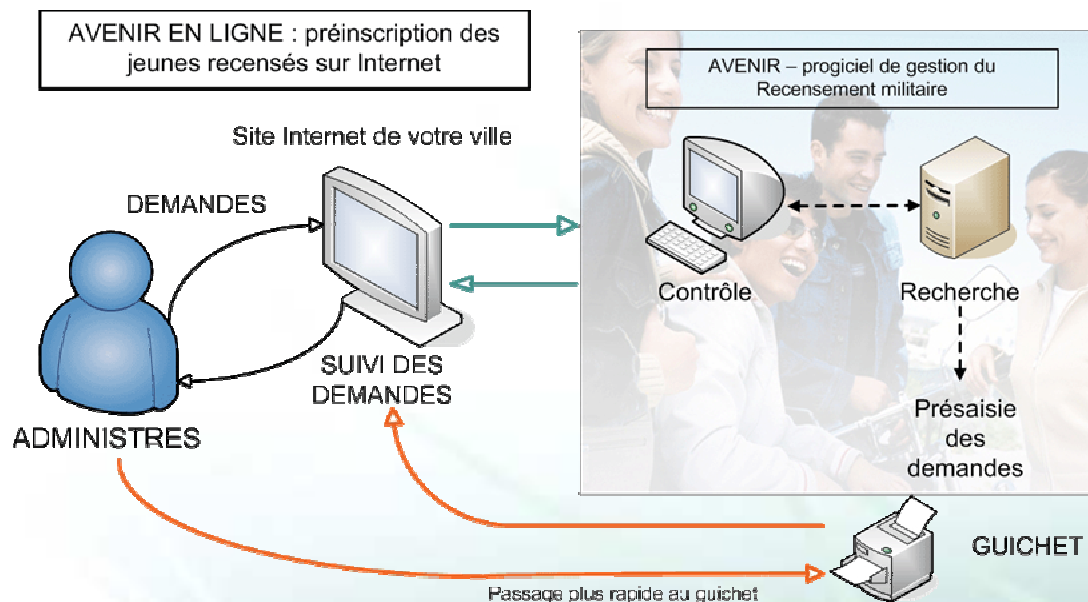 AVENIR EN LIGNE : préinscription des
jeunes recensés sur Internet
AVENIR – progiciel de gestion du
Recensement militaire
Site Internet de votre ville
DEMANDES
Contrôle
Recherche
SUIVI DES
DEMANDES
ADMINISTRES
Présaisie
des
demandes
GUICHET
Passage plus rapide au guichet